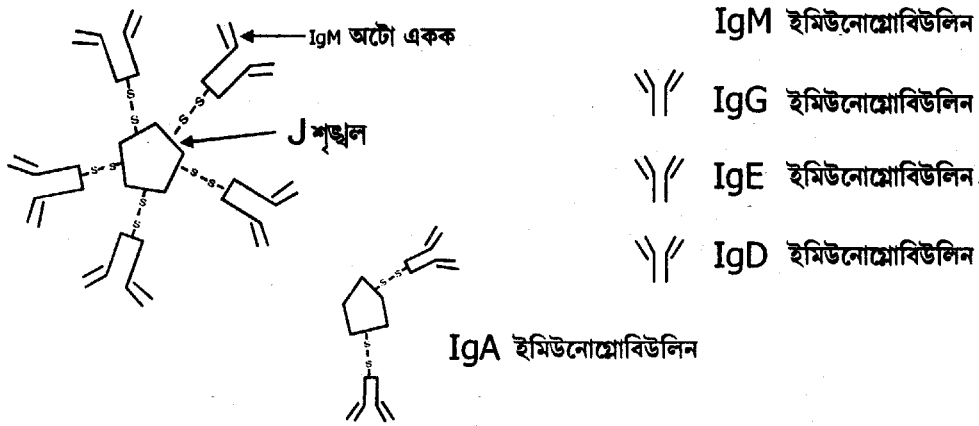 IgM অটো একক
J শৃঙ্খল
IgM ইমিউনোগ্লোবিউলিন
IgG ইমিউনোগ্লোবিউলিন
IgE ইমিউনোগ্লোবিউলিন
IgD ইমিউনোগ্লোবিউলিন
IgA ইমিউনোগ্লোবিউলিন
s
s
s
s
s
s
s
s
s
s
s
s
s
s